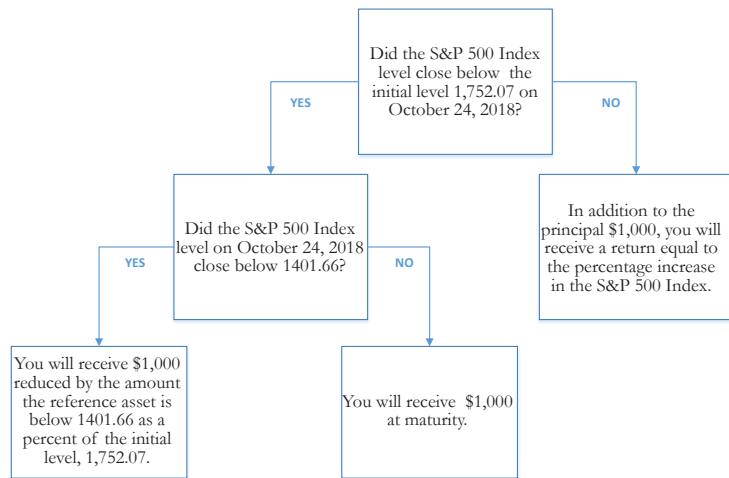 Did the S&P 500 Index
level close below the
initial level 1,752.07 on
October 24, 2018?
YES
NO
Did the S&P 500 Index
level on October 24, 2018
close below 1401.66?
In addition to the
principal $1,000, you will
receive a return equal to
the percentage increase
in the S&P 500 Index.
YES
NO
You will receive $1,000
reduced by the amount
the reference asset is
below 1401.66 as a
percent of the initial
level, 1,752.07.
You will receive $1,000
at maturity.